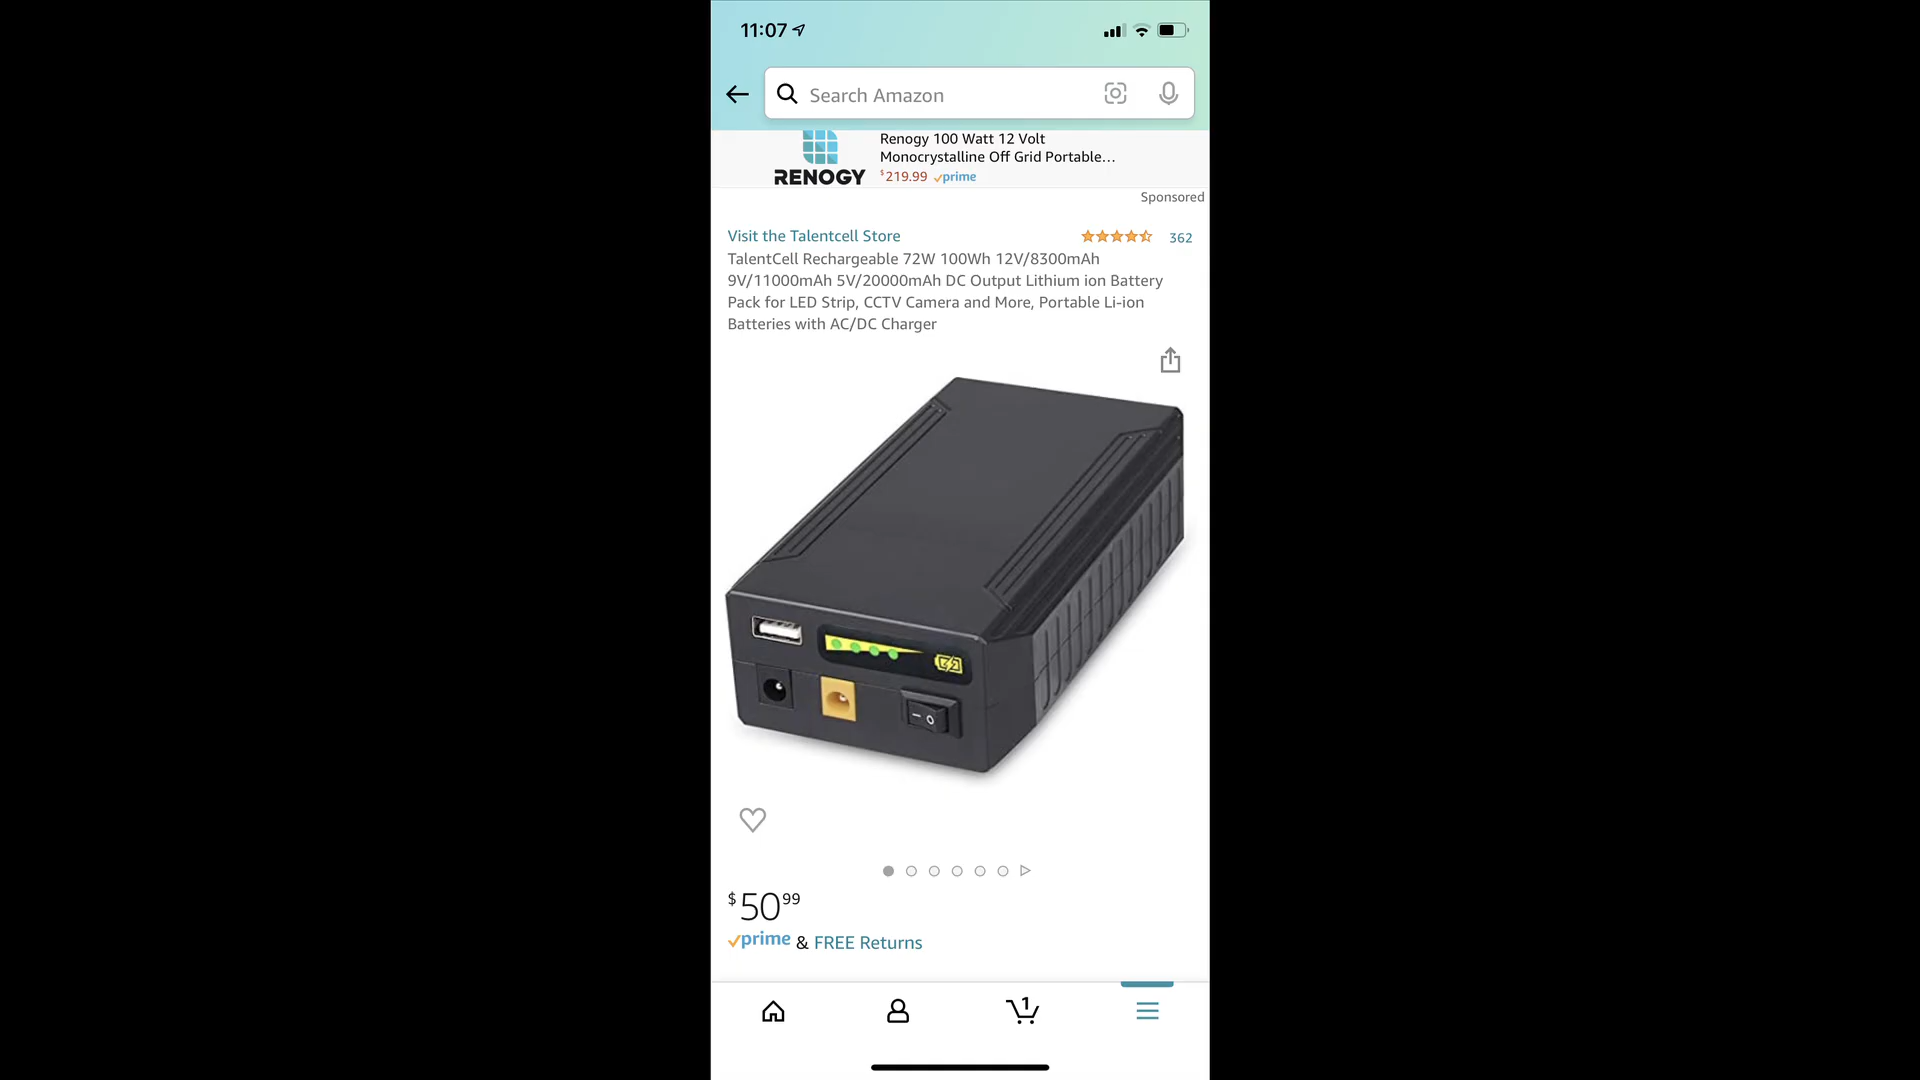 11:07
Search Amazon
RENOGY
Renogy 100 Watt 12 Volt
Monocrystalline Off Grid Portable…
$219.99 prime
Sponsored
Visit the Talentcell Store
362
TalentCell Rechargeable 72W 100Wh 12V/8300mAh
9V/11000mAh 5V/20000mAh DC Output Lithium ion Battery
Pack for LED Strip, CCTV Camera and More, Portable Li-ion
Batteries with AC/DC Charger
$50 99
prime & FREE Returns
1